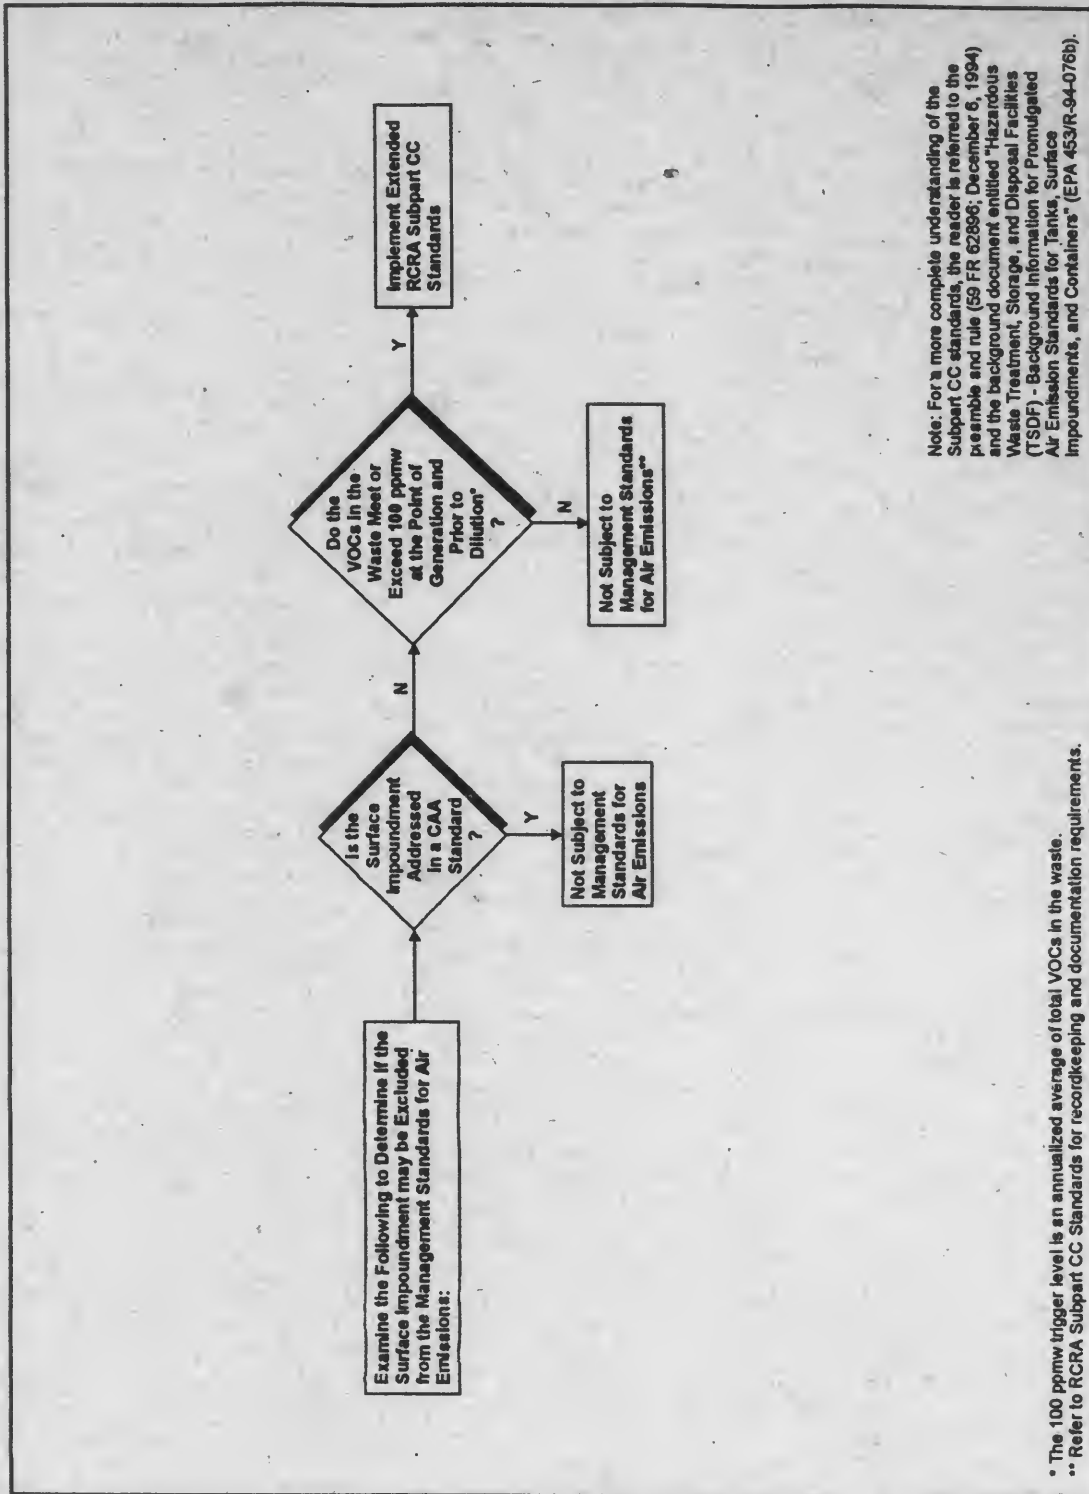 Examine the Following to Determine if the
Surface Impoundment may be Excluded
from the Management Standards for Air
Emissions:
Is the
Surface
Impoundment
Addressed
in a CAA
Standard
?
Y
Not Subject to
Management
Standards for
Air Emissions
N
Do the
VOCs in the
Waste Meet or
Exceed 100 ppmw
at the Point of
Generation and
Prior to
Dilution*
?
N
Not Subject to
Management Standards
for Air Emissions**
Y
Implement Extended
RCRA Subpart CC
Standards
Note: For a more complete understanding of the
Subpart CC standards, the reader is referred to the
preamble and rule (59 FR 62896; December 6, 1994)
and the background document entitled "Hazardous
Waste Treatment, Storage, and Disposal Facilities
(TSDF) - Background Information for Promulgated
Air Emission Standards for Tanks, Surface
Impoundments, and Containers" (EPA 453/R-94-076b).
* The 100 ppmw trigger level is an annualized average of total VOCs in the waste.
** Refer to RCRA Subpart CC Standards for recordkeeping and documentation requirements.